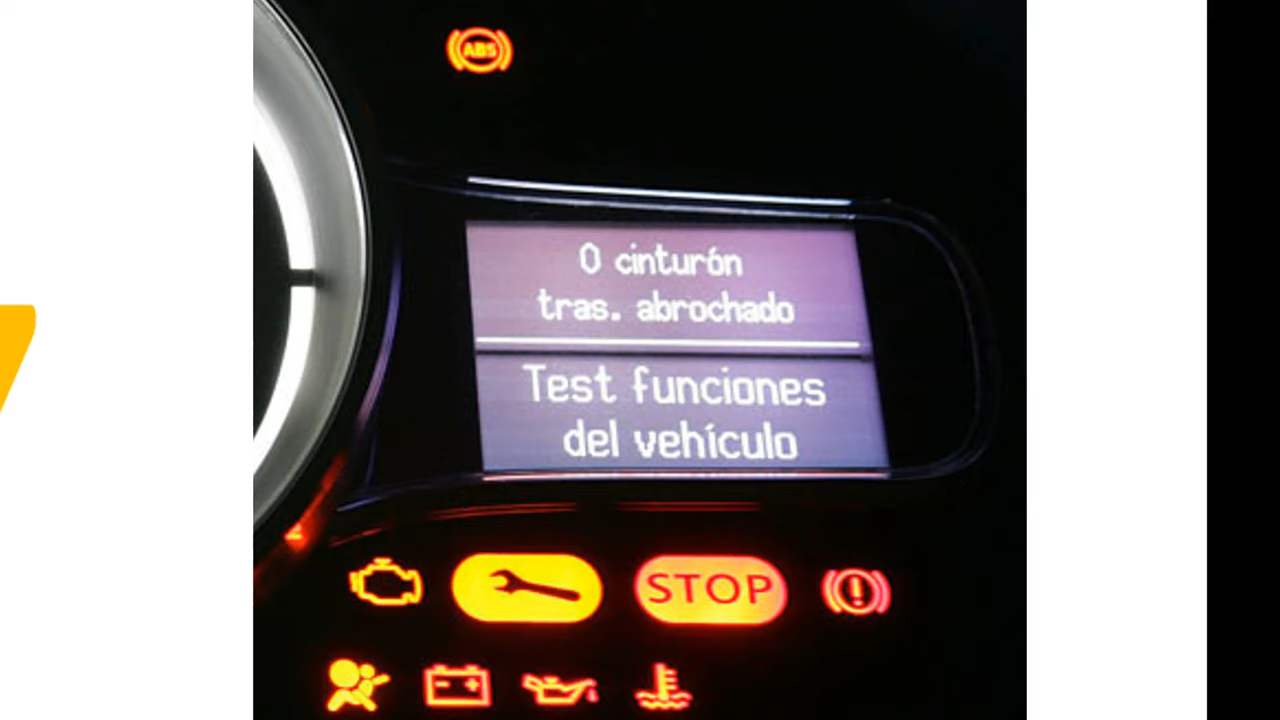 ABS
0 cinturón
tras. abrochado
Test funciones
del vehículo
STOP